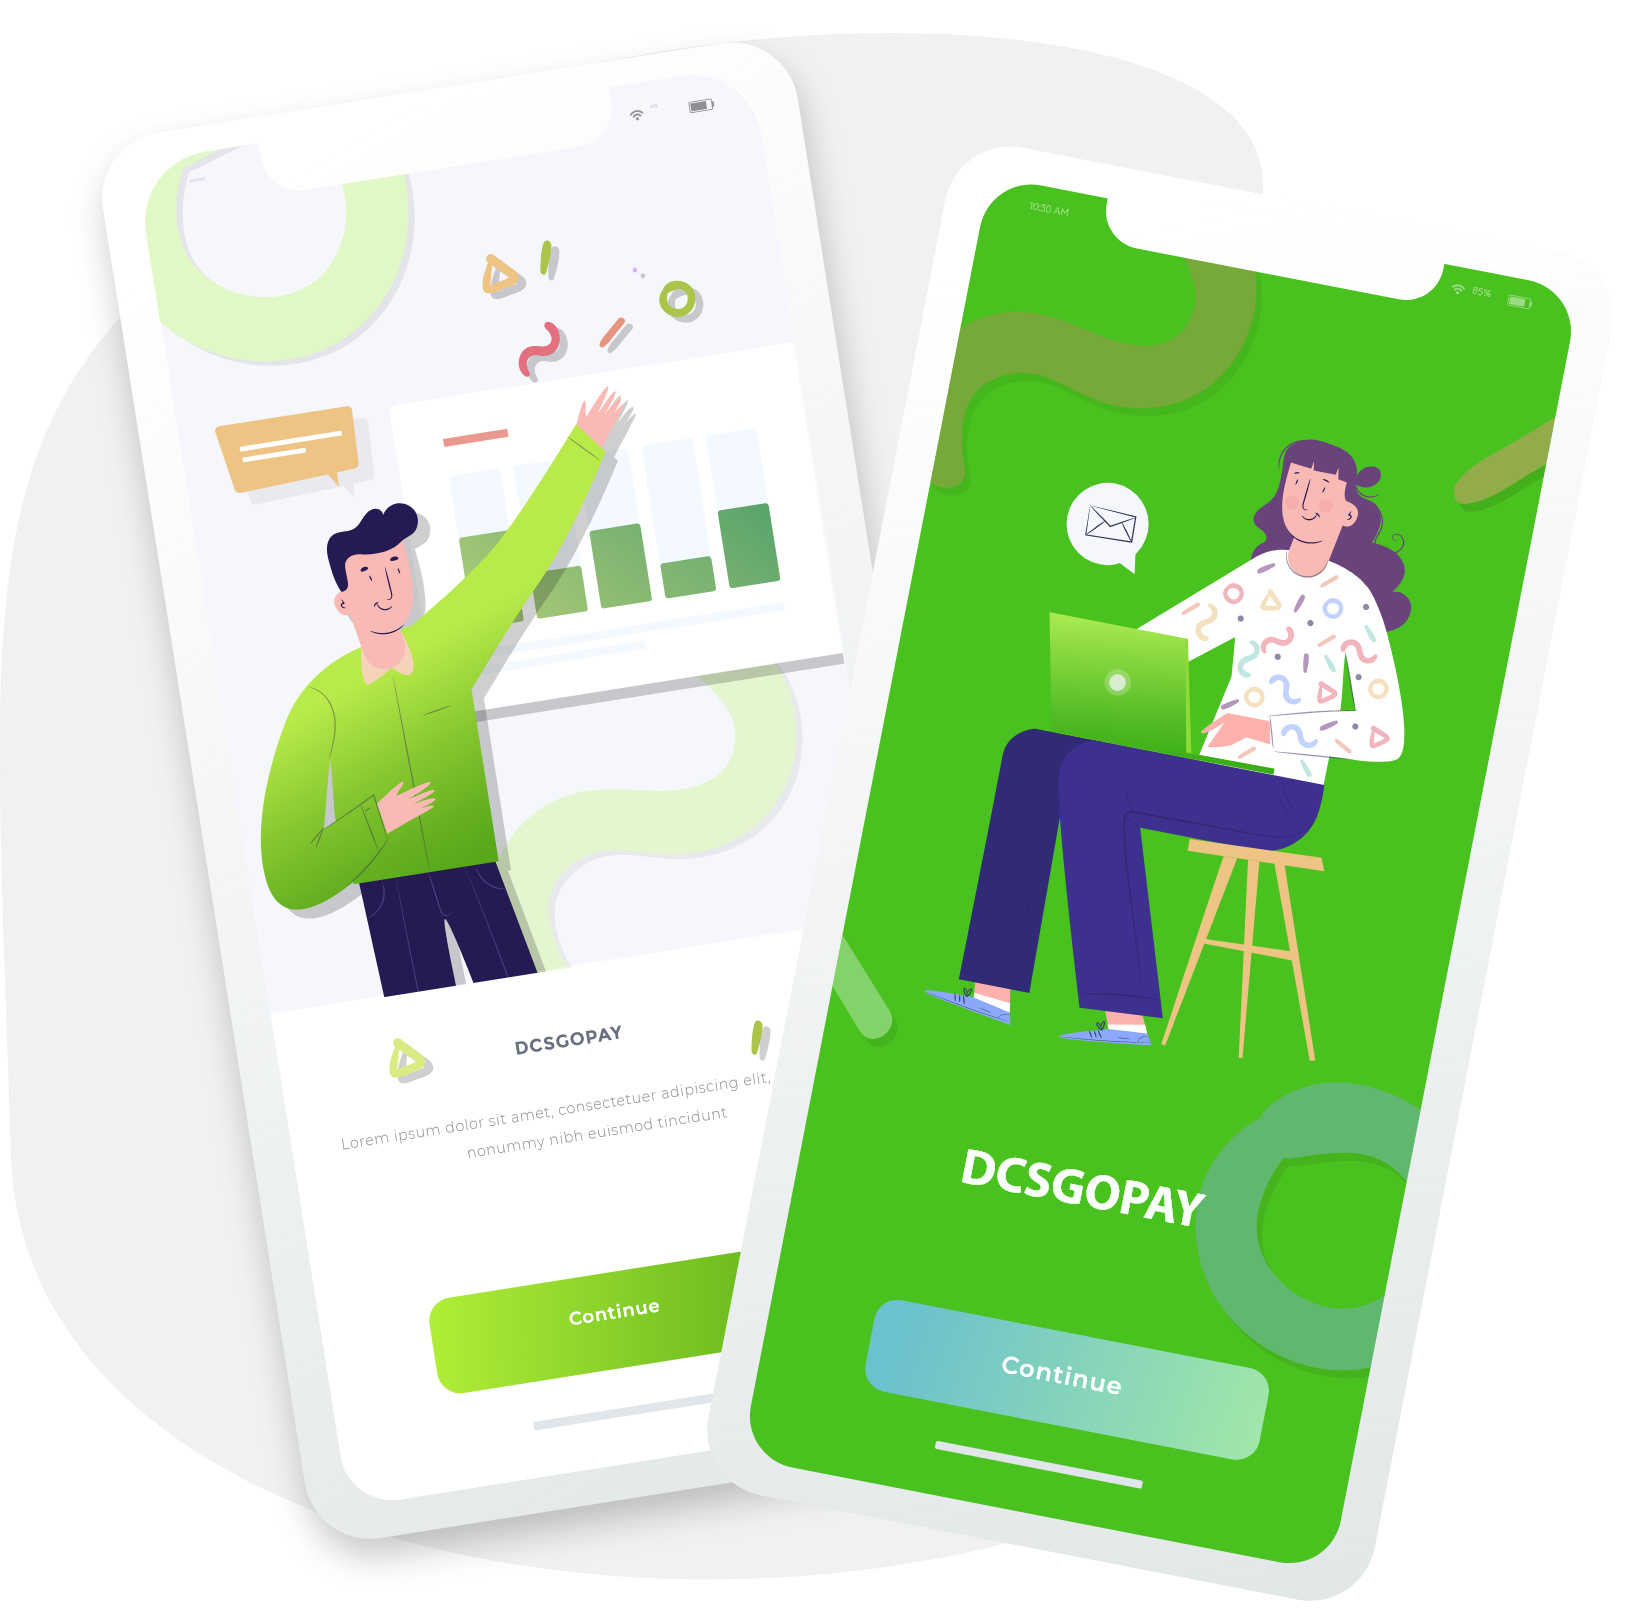 DCSGOPAY
Lorem ipsum dolor sit amet, consectetuer adipiscing elit,
nonummy nibh euismod tincidunt
Continue
10:30 AM
85%
DCSGOPAY
Continue